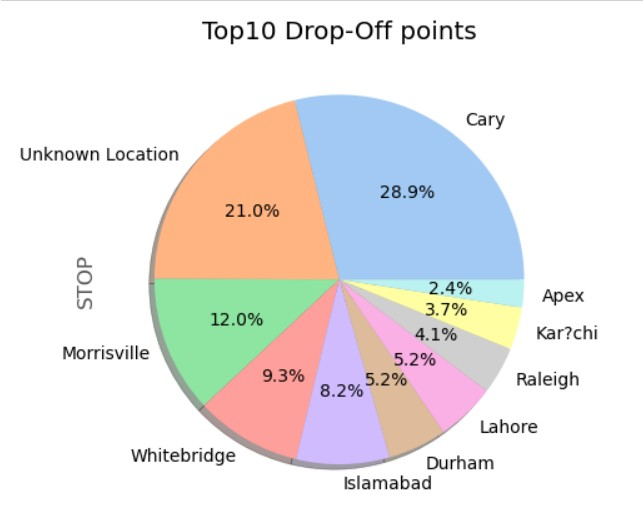 Top10 Drop-Off points
Cary
28.9%
Unknown Location
21.0%
STOP
Morrisville
12.0%
Whitebridge
9.3%
Islamabad
8.2%
Durham
5.2%
Lahore
5.2%
Raleigh
4.1%
Kar?chi
3.7%
Apex
2.4%